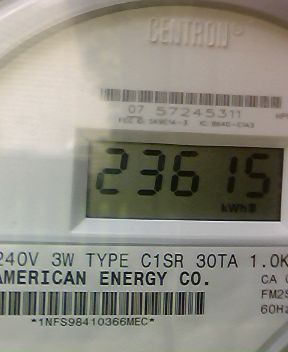 CENTRON®
07 57245311
23615
kWh
240V 3W TYPE C1SR 30TA 1.0K
AMERICAN ENERGY CO.
CA
FM2S
60Hz
*1NFS98410366MEC*